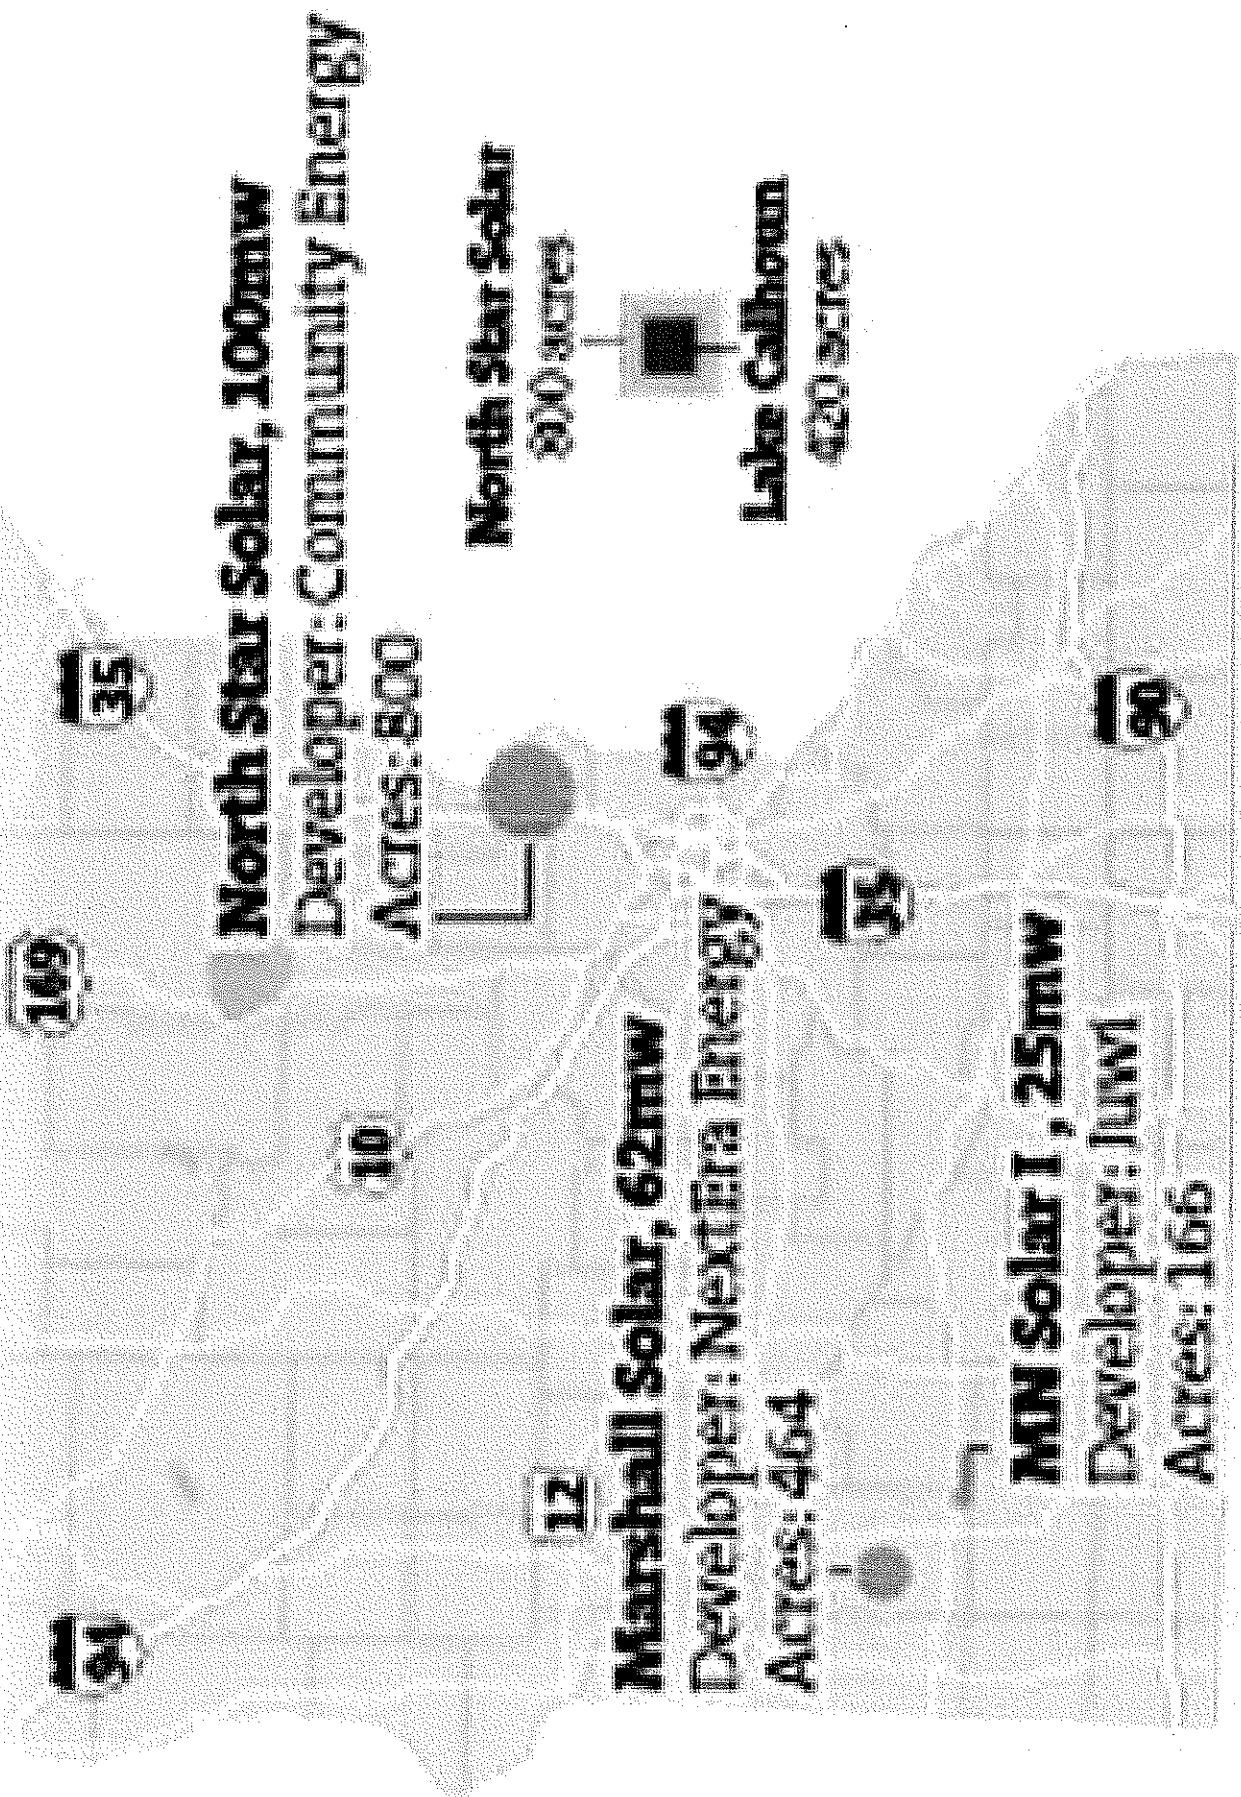 35
169
North Star Solar, 100mw
Developer: Community Energy
Acres: 800
North Star Solar
800 acres
Lake Calhoun
420 acres
10
94
94
12
Marshall Solar, 62mw
Developer: NextEra Energy
Acres: 464
35
90
MN Solar I , 25mw
Developer: juwi
Acres: 166